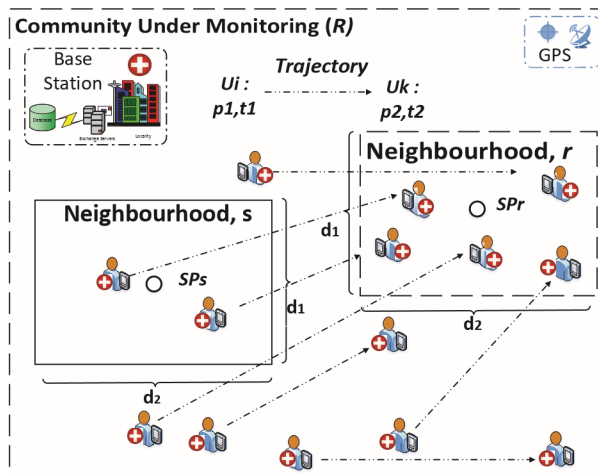 Community Under Monitoring (R)
Base
Station
Database
Exchange Servers
Locality
GPS
Trajectory
Ui :
p1,t1
Uk :
p2,t2
Neighbourhood, r
SPr
d1
d2
Neighbourhood, s
SPs
d1
d2